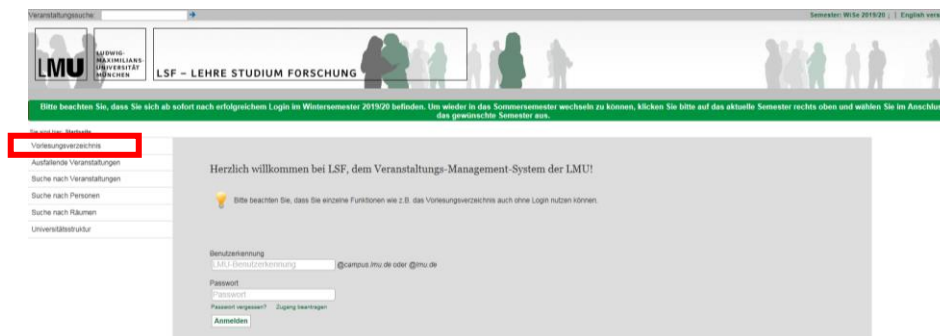 Veranstaltungssuche:
Semester: WiSe 2019/20 | | English vers
LMU
LUDWIG-
MAXIMILIANS-
UNIVERSITÄT
MÜNCHEN
LSF – LEHRE STUDIUM FORSCHUNG
Bitte beachten Sie, dass Sie sich ab sofort nach erfolgreichem Login im Wintersemester 2019/20 befinden. Um wieder in das Sommersemester wechseln zu können, klicken Sie bitte auf das aktuelle Semester rechts oben und wählen Sie im Anschlu
das gewünschte Semester aus.
Sie sind hier: Startseite
Vorlesungsverzeichnis
Ausfallende Veranstaltungen
Suche nach Veranstaltungen
Suche nach Personen
Suche nach Räumen
Universitätsstruktur
Herzlich willkommen bei LSF, dem Veranstaltungs-Management-System der LMU!
Bitte beachten Sie, dass Sie einzelne Funktionen wie z.B. das Vorlesungsverzeichnis auch ohne Login nutzen können.
Benutzerkennung
LMU-Benutzerkennung @campus.lmu.de oder @lmu.de
Passwort
Passwort
Passwort vergessen? Zugang beantragen
Anmelden